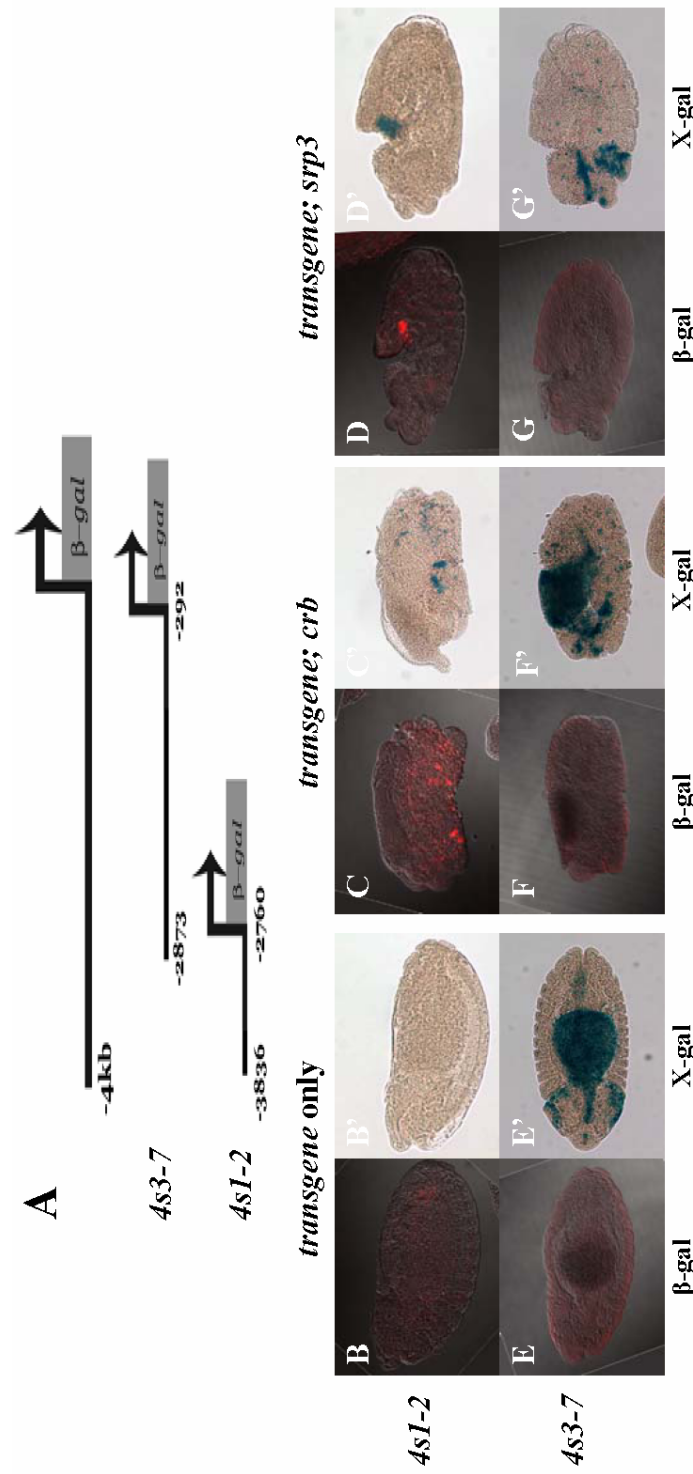 A
-4kb
β-gal
4s3-7
-2873
-292
β-gal
4s1-2
-3836
-2760
β-gal
transgene only
transgene; crb
transgene; srp3
4s1-2
B
B'
C
C'
D
D'
4s3-7
E
E'
F
F'
G
G'
β-gal
X-gal
β-gal
X-gal
β-gal
X-gal